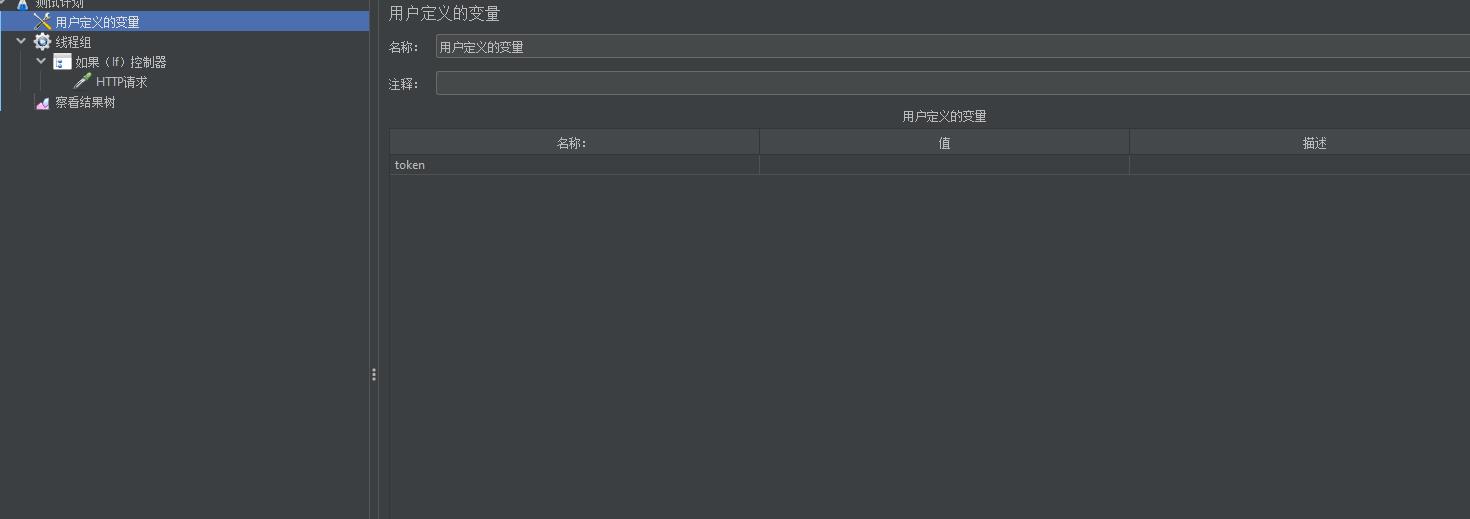 测试计划
用户定义的变量
线程组
如果（If）控制器
HTTP请求
察看结果树
用户定义的变量
名称： 用户定义的变量
注释：
用户定义的变量
名称: 值 描述
token